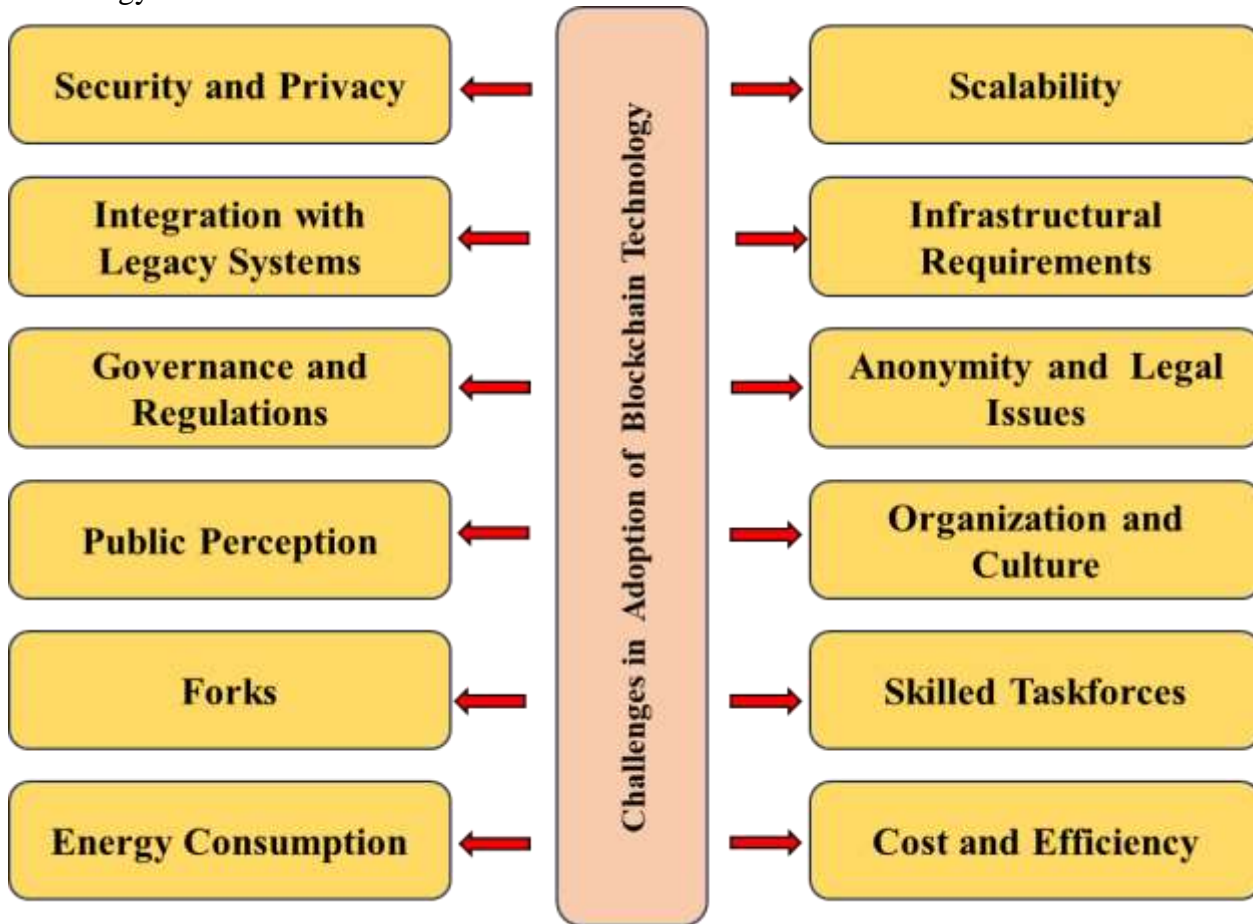 Security and Privacy
Integration with
Legacy Systems
Governance and
Regulations
Public Perception
Forks
Energy Consumption
Challenges in Adoption of Blockchain Technology
Scalability
Infrastructural
Requirements
Anonymity and Legal
Issues
Organization and
Culture
Skilled Taskforces
Cost and Efficiency